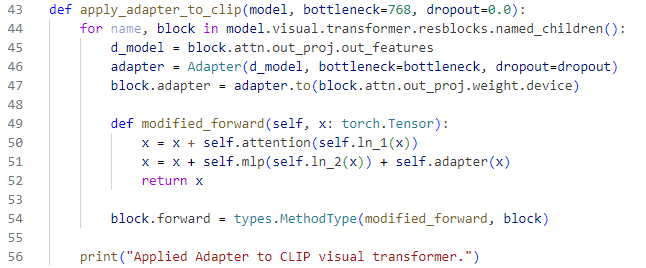 43 def apply_adapter_to_clip(model, bottleneck=768, dropout=0.0):
44     for name, block in model.visual.transformer.resblocks.named_children():
45         d_model = block.attn.out_proj.out_features
46         adapter = Adapter(d_model, bottleneck=bottleneck, dropout=dropout)
47         block.adapter = adapter.to(block.attn.out_proj.weight.device)
48
49         def modified_forward(self, x: torch.Tensor):
50             x = x + self.attention(self.ln_1(x))
51             x = x + self.mlp(self.ln_2(x)) + self.adapter(x)
52             return x
53
54         block.forward = types.MethodType(modified_forward, block)
55
56     print("Applied Adapter to CLIP visual transformer.")